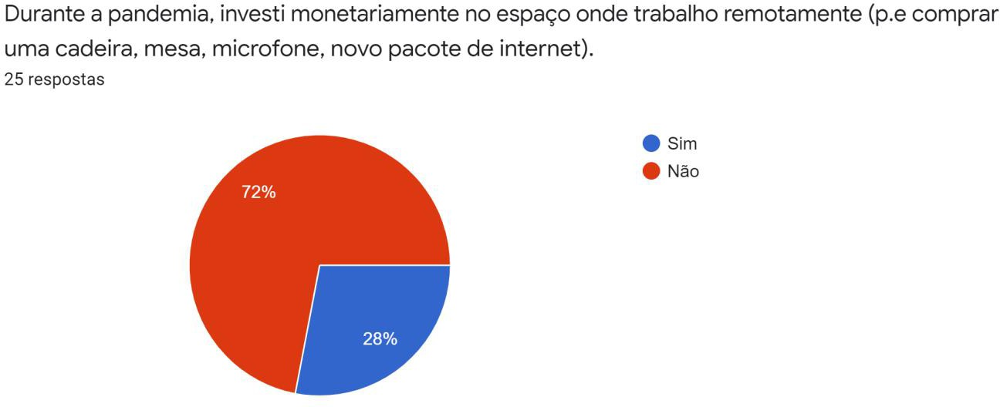 Durante a pandemia, investi monetariamente no espaço onde trabalho remotamente (p.e comprar
uma cadeira, mesa, microfone, novo pacote de internet).
25 respostas
Sim
Não
72%
28%